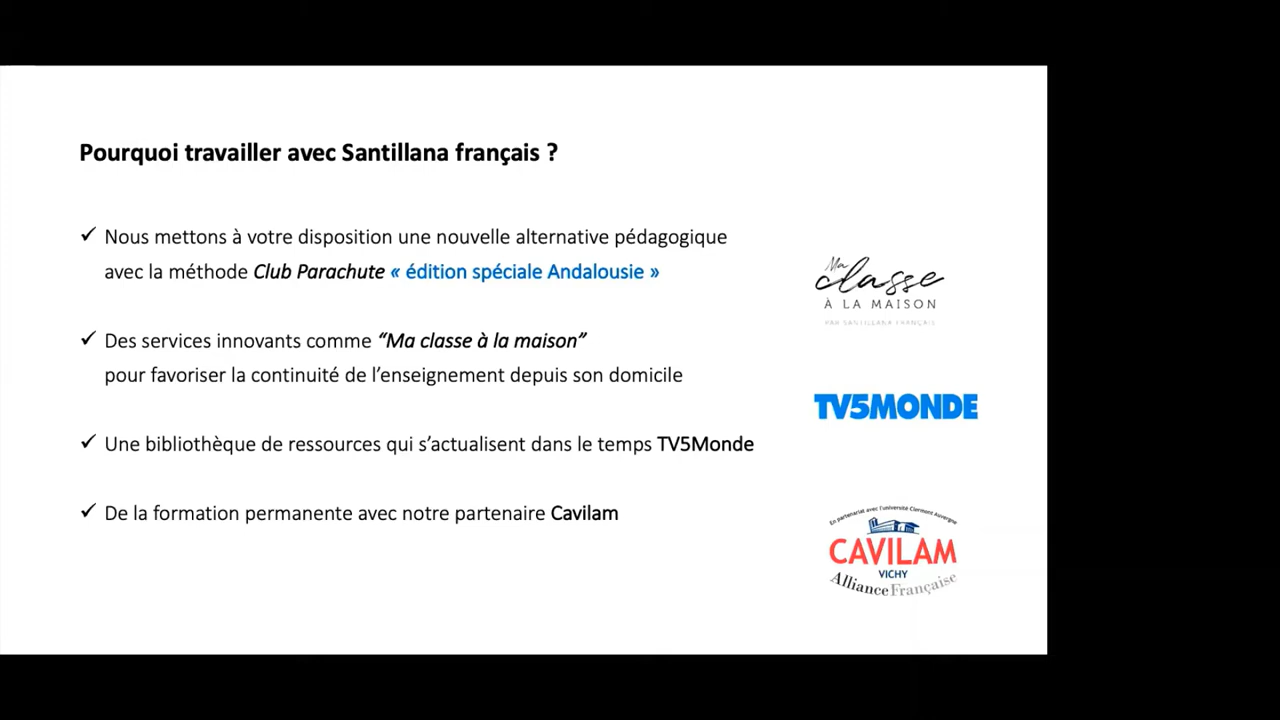 Pourquoi travailler avec Santillana français ?
✓ Nous mettons à votre disposition une nouvelle alternative pédagogique
avec la méthode Club Parachute « édition spéciale Andalousie »
✓ Des services innovants comme “Ma classe à la maison”
pour favoriser la continuité de l’enseignement depuis son domicile
✓ Une bibliothèque de ressources qui s’actualisent dans le temps TV5Monde
✓ De la formation permanente avec notre partenaire Cavilam
Ma
classe
À LA MAISON
PAR SANTILLANA FRANÇAIS
TV5MONDE
En partenariat avec l'université Clermont Auvergne
CAVILAM
VICHY
Alliance Française